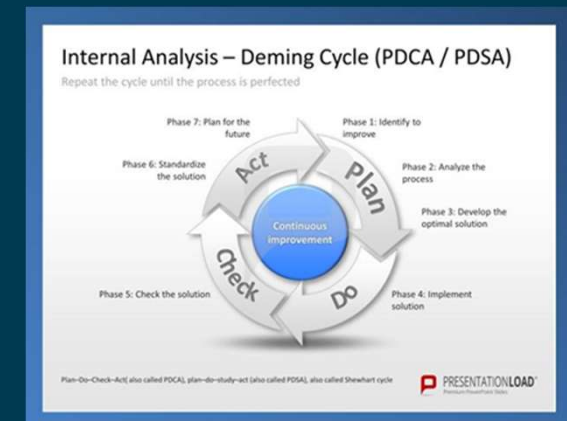 Internal Analysis – Deming Cycle (PDCA / PDSA)
Repeat the cycle until the process is perfected
Phase 7: Plan for the
future
Phase 1: Identify to
improve
Phase 6: Standardize
the solution
Act
Plan
Phase 2: Analyze the
process
Phase 3: Develop the
optimal solution
Continuous
improvement
Check
Do
Phase 5: Check the solution
Phase 4: Implement
solution
Plan–Do–Check–Act( also called PDCA), plan–do–study–act (also called PDSA), also called Shewhart cycle
PRESENTATIONLOAD
Premium PowerPoint Slides